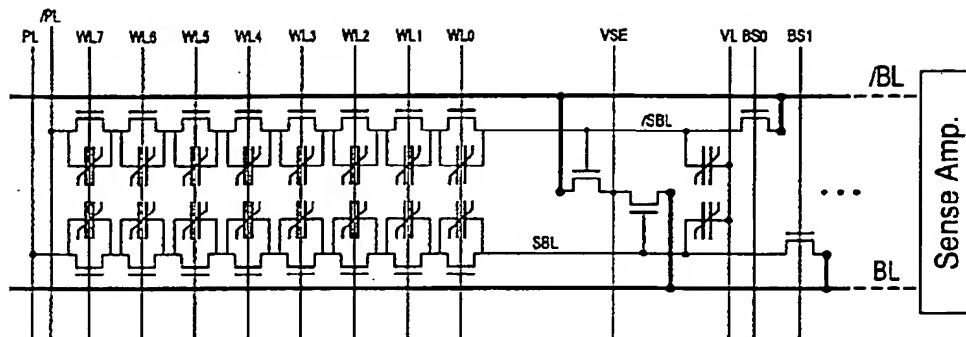 /PL
PL WL7 WL6 WL5 WL4 WL3 WL2 WL1 WL0 VSE VL BS0 BS1
/BL
/SBL
SBL
BL
Sense Amp.